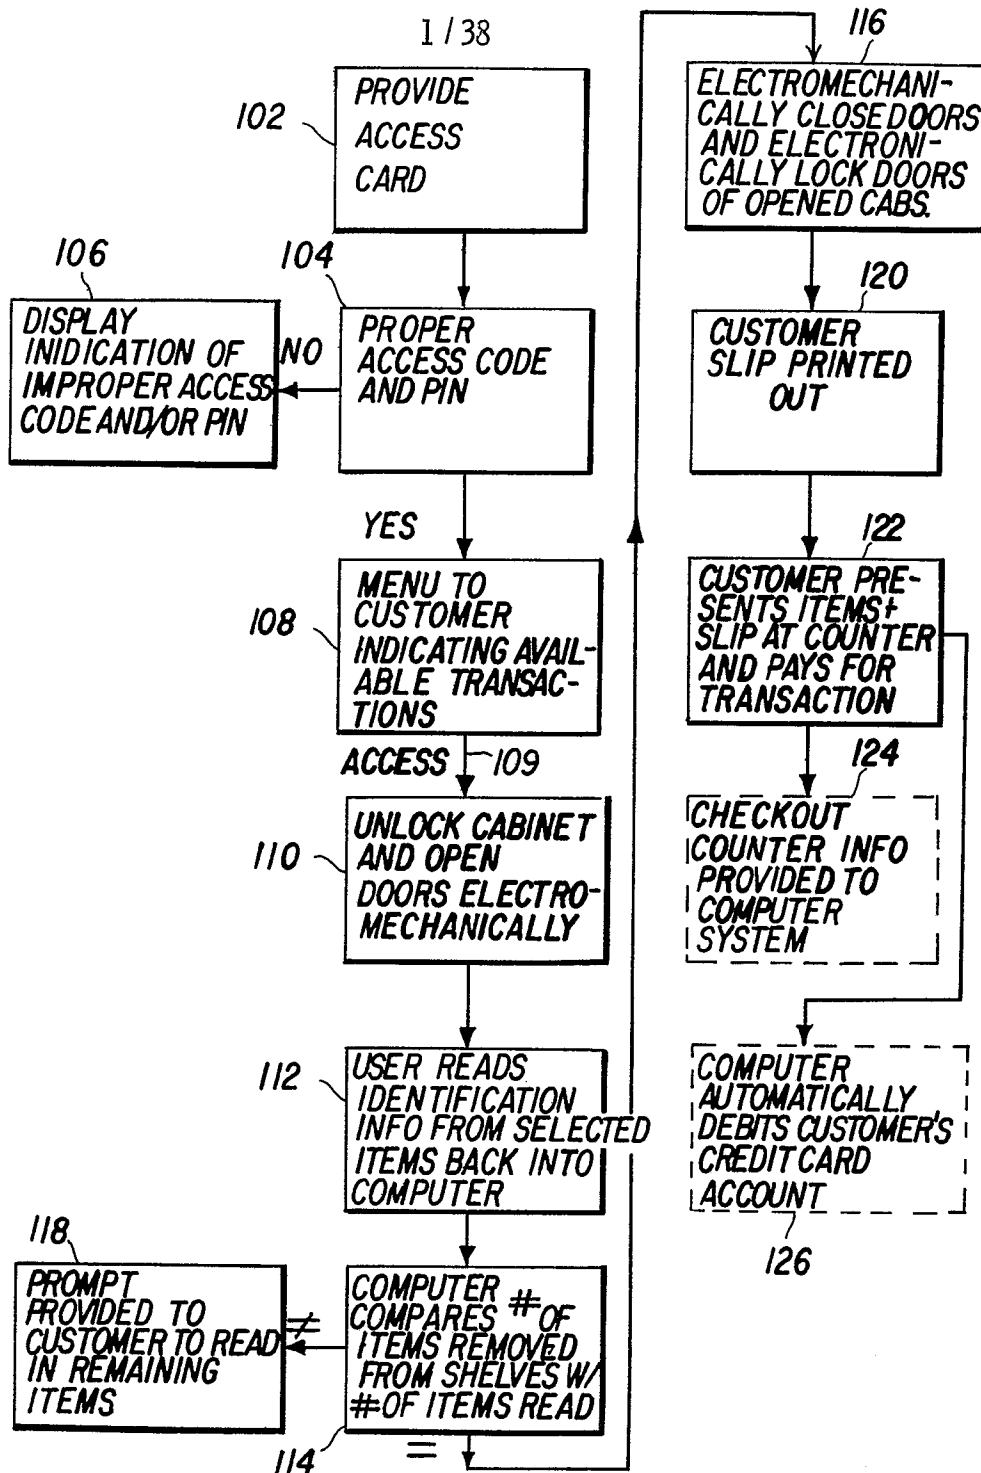 1/38
102
PROVIDE
ACCESS
CARD
104
PROPER
ACCESS CODE
AND PIN
NO
106
DISPLAY
INIDICATION OF
IMPROPER ACCESS
CODE AND/OR PIN
YES
108
MENU TO
CUSTOMER
INDICATING AVAIL-
ABLE TRANSAC-
TIONS
ACCESS
109
110
UNLOCK CABINET
AND OPEN
DOORS ELECTRO-
MECHANICALLY
112
USER READS
IDENTIFICATION
INFO FROM SELECTED
ITEMS BACK INTO
COMPUTER
114
COMPUTER
COMPARES # OF
ITEMS REMOVED
FROM SHELVES W/
# OF ITEMS READ
≠
118
PROMPT
PROVIDED TO
CUSTOMER TO READ
IN REMAINING
ITEMS
=
116
ELECTROMECHANI-
CALLY CLOSE DOORS
AND ELECTRONI-
CALLY LOCK DOORS
OF OPENED CABS.
120
CUSTOMER
SLIP PRINTED
OUT
122
CUSTOMER PRE-
SENTS ITEMS+
SLIP AT COUNTER
AND PAYS FOR
TRANSACTION
124
CHECKOUT
COUNTER INFO
PROVIDED TO
COMPUTER
SYSTEM
COMPUTER
AUTOMATICALLY
DEBITS CUSTOMER'S
CREDIT CARD
ACCOUNT
126